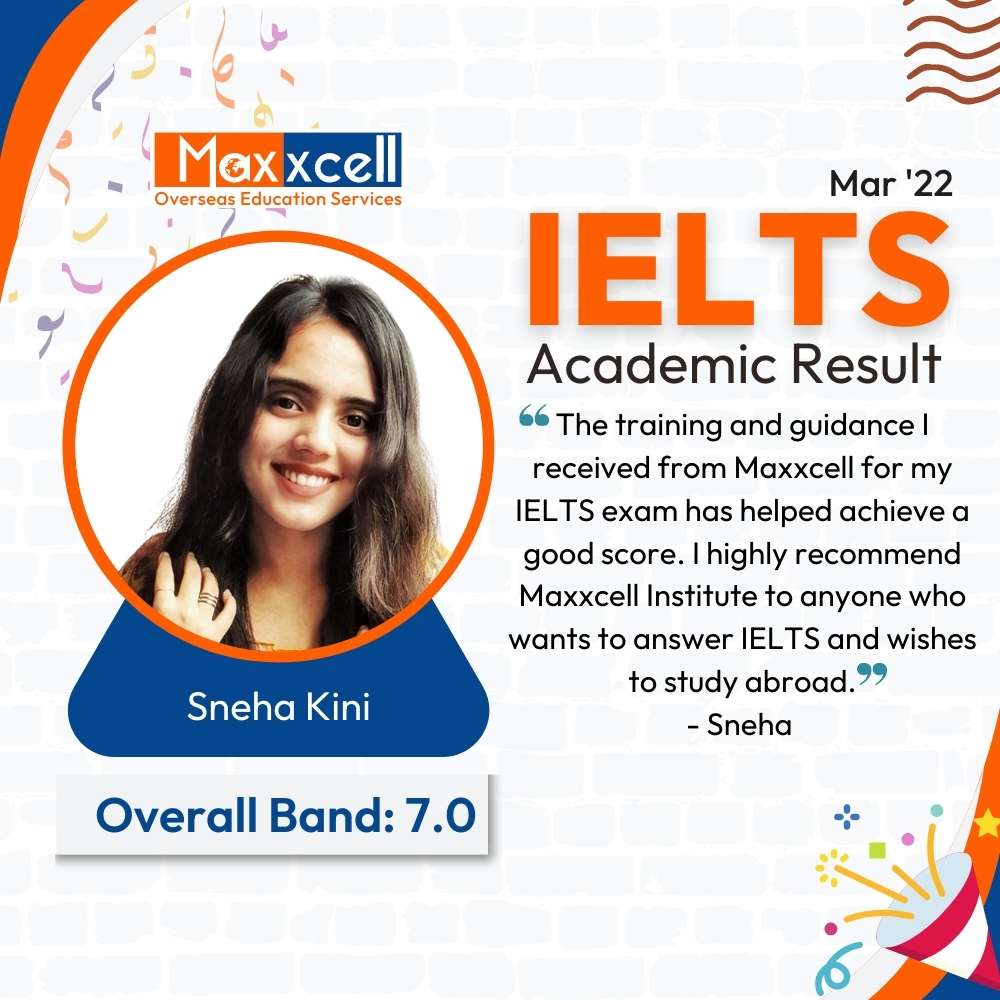 Maxxcell
Overseas Education Services
Mar '22
IELTS
Academic Result
“The training and guidance I
received from Maxxcell for my
IELTS exam has helped achieve a
good score. I highly recommend
Maxxcell Institute to anyone who
wants to answer IELTS and wishes
to study abroad.”
- Sneha
Sneha Kini
Overall Band: 7.0